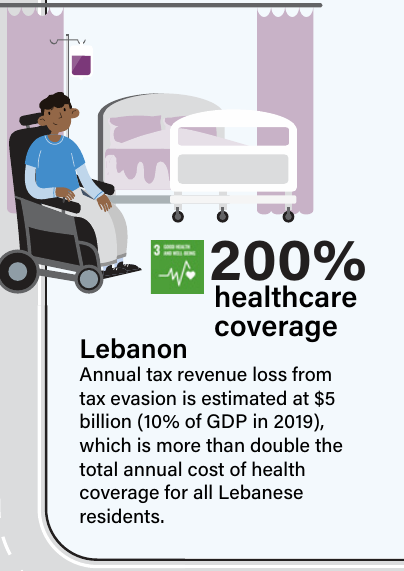 3 GOOD HEALTH
AND WELL-BEING
200%
healthcare
coverage
Lebanon
Annual tax revenue loss from
tax evasion is estimated at $5
billion (10% of GDP in 2019),
which is more than double the
total annual cost of health
coverage for all Lebanese
residents.